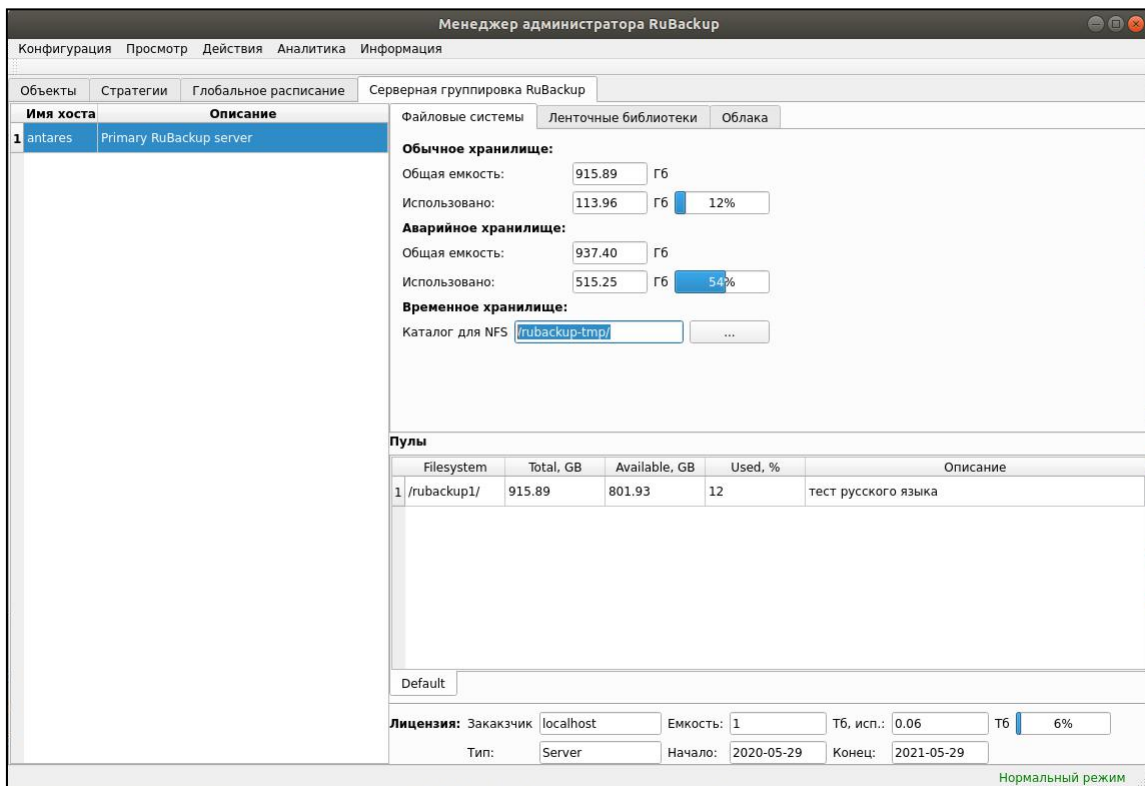 Менеджер администратора RuBackup
Конфигурация Просмотр Действия Аналитика Информация
Объекты Стратегии Глобальное расписание Серверная группировка RuBackup
Имя хоста Описание
1 antares Primary RuBackup server
Файловые системы Ленточные библиотеки Облака
Обычное хранилище:
Общая емкость: 915.89 Гб
Использовано: 113.96 Гб 12%
Аварийное хранилище:
Общая емкость: 937.40 Гб
Использовано: 515.25 Гб 54%
Временное хранилище:
Каталог для NFS /rubackup-tmp/ ...
Пулы
Filesystem Total, GB Available, GB Used, % Описание
1 /rubackup1/ 915.89 801.93 12 тест русского языка
Default
Лицензия: Закакзчик localhost Емкость: 1 Тб, исп.: 0.06 Тб 6%
Тип: Server Начало: 2020-05-29 Конец: 2021-05-29
Нормальный режим